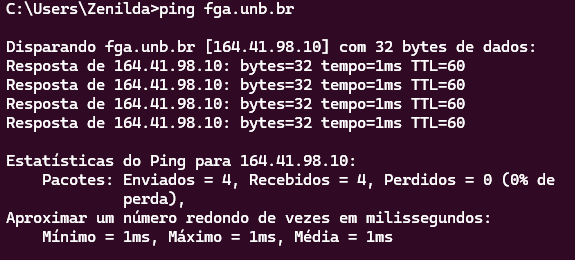 C:\Users\Zenilda>ping fga.unb.br
Disparando fga.unb.br [164.41.98.10] com 32 bytes de dados:
Resposta de 164.41.98.10: bytes=32 tempo=1ms TTL=60
Resposta de 164.41.98.10: bytes=32 tempo=1ms TTL=60
Resposta de 164.41.98.10: bytes=32 tempo=1ms TTL=60
Resposta de 164.41.98.10: bytes=32 tempo=1ms TTL=60
Estatísticas do Ping para 164.41.98.10:
Pacotes: Enviados = 4, Recebidos = 4, Perdidos = 0 (0% de
perda),
Aproximar um número redondo de vezes em milissegundos:
Mínimo = 1ms, Máximo = 1ms, Média = 1ms